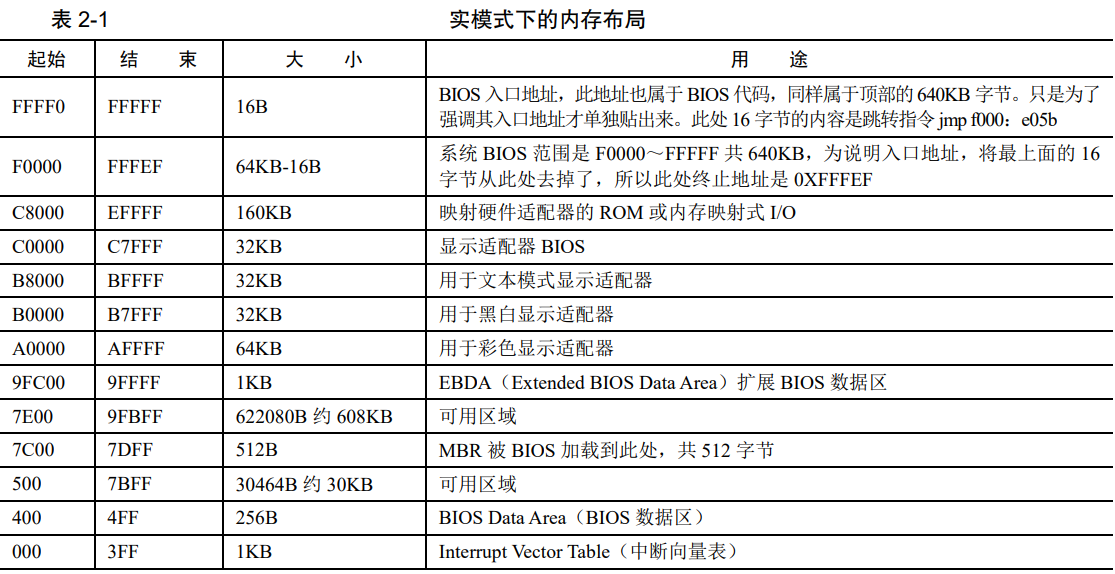 表 2-1 实模式下的内存布局
起始 结 束 大 小 用 途
FFFF0 FFFFF 16B BIOS 入口地址，此地址也属于 BIOS 代码，同样属于顶部的 640KB 字节。只是为了
强调其入口地址才单独贴出来。此处 16 字节的内容是跳转指令 jmp f000：e05b
F0000 FFFEF 64KB-16B 系统 BIOS 范围是 F0000～FFFFF 共 640KB，为说明入口地址，将最上面的 16
字节从此处去掉了，所以此处终止地址是 0XFFFEF
C8000 EFFFF 160KB 映射硬件适配器的 ROM 或内存映射式 I/O
C0000 C7FFF 32KB 显示适配器 BIOS
B8000 BFFFF 32KB 用于文本模式显示适配器
B0000 B7FFF 32KB 用于黑白显示适配器
A0000 AFFFF 64KB 用于彩色显示适配器
9FC00 9FFFF 1KB EBDA（Extended BIOS Data Area）扩展 BIOS 数据区
7E00 9FBFF 622080B 约 608KB 可用区域
7C00 7DFF 512B MBR 被 BIOS 加载到此处，共 512 字节
500 7BFF 30464B 约 30KB 可用区域
400 4FF 256B BIOS Data Area（BIOS 数据区）
000 3FF 1KB Interrupt Vector Table（中断向量表）